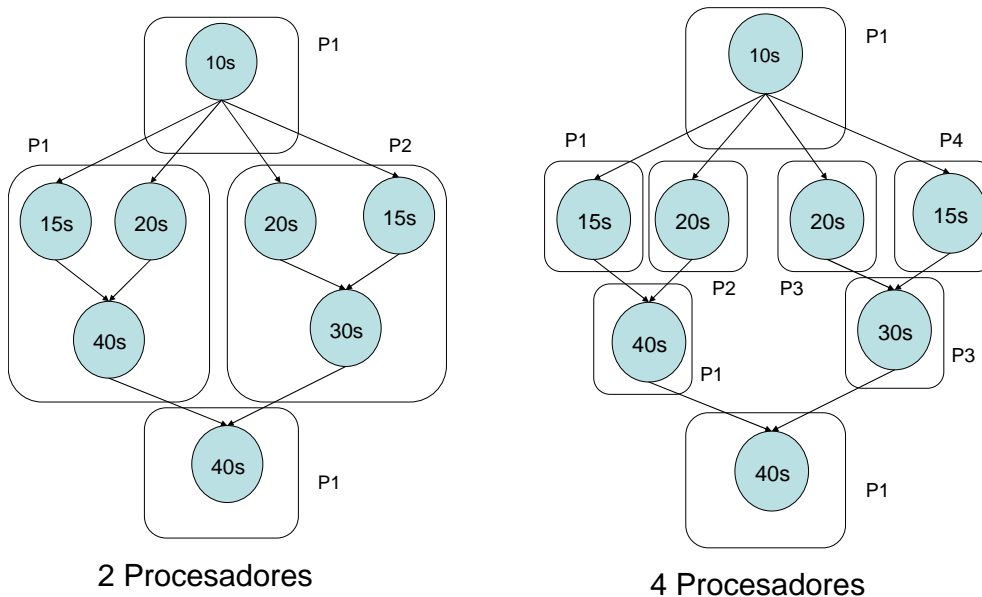 P1
10s
P1
P2
15s
20s
20s
15s
40s
30s
40s
P1
2 Procesadores
P1
10s
P1
P4
15s
20s
20s
15s
P2
P3
40s
30s
P1
P3
40s
P1
4 Procesadores